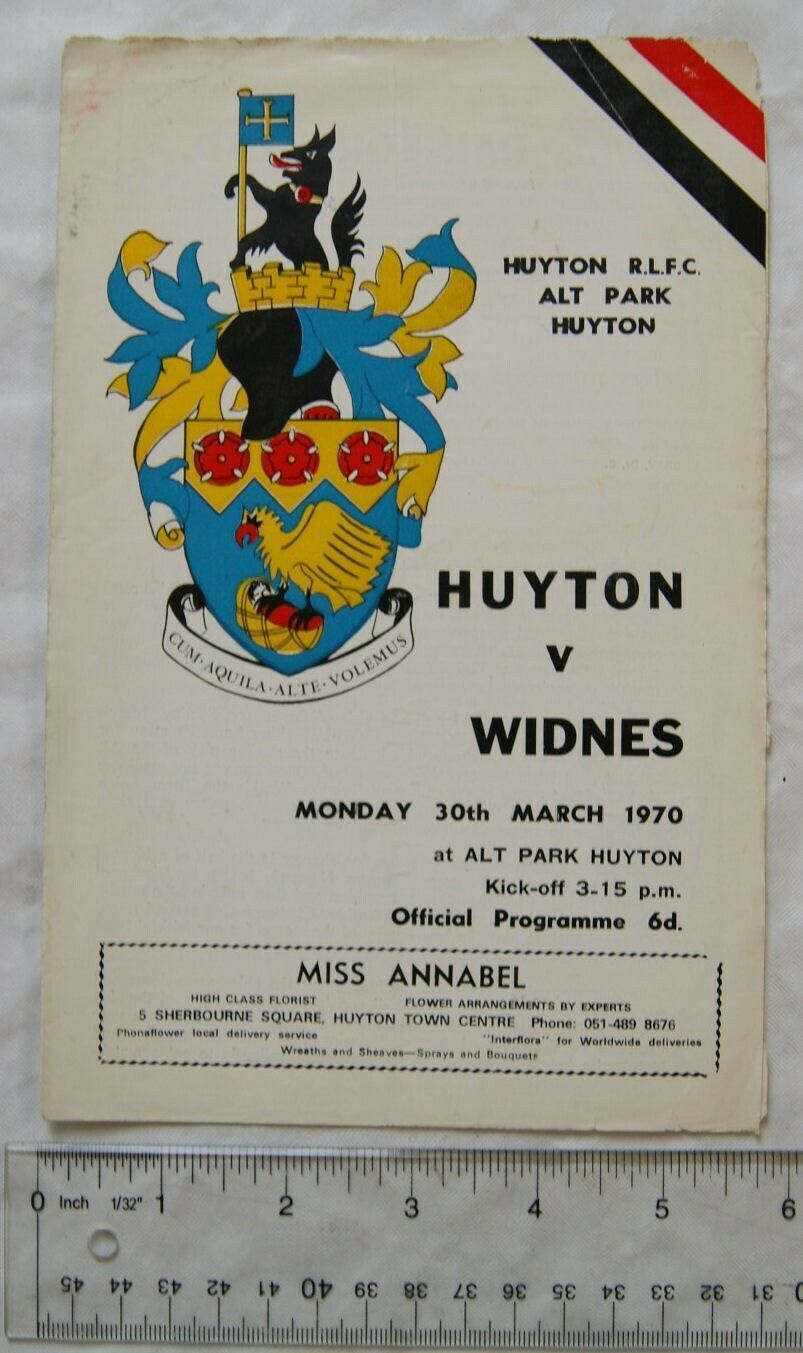 HUYTON R.L.F.C.
ALT PARK
HUYTON
CUM·AQUILA·ALTE·VOLEMUS
HUYTON
v
WIDNES
MONDAY 30th MARCH 1970
at ALT PARK HUYTON
Kick-off 3-15 p.m.
Official Programme 6d.
MISS ANNABEL
HIGH CLASS FLORIST FLOWER ARRANGEMENTS BY EXPERTS
5 SHERBOURNE SQUARE, HUYTON TOWN CENTRE Phone: 051-489 8676
Phonaflower local delivery service "Interflora" for Worldwide deliveries
Wreaths and Sheaves—Sprays and Bouquets
0 Inch 1/32" 1 2 3 4 5 6
45 44 43 42 41 40 39 38 37 36 35 34 33 32 31